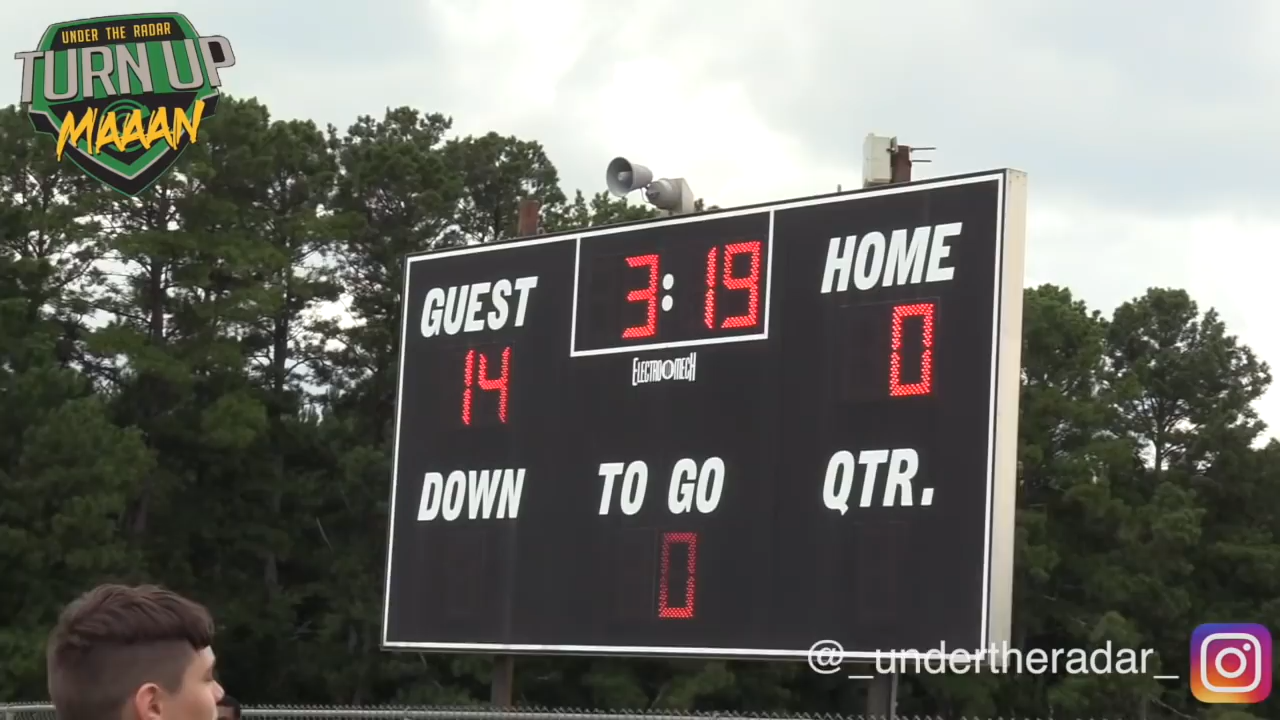 UNDER THE RADAR
TURN UP
MAAAN
GUEST
3:19
HOME
14
ELECTRO-MECH
0
DOWN
TO GO
QTR.
0
@_undertheradar_